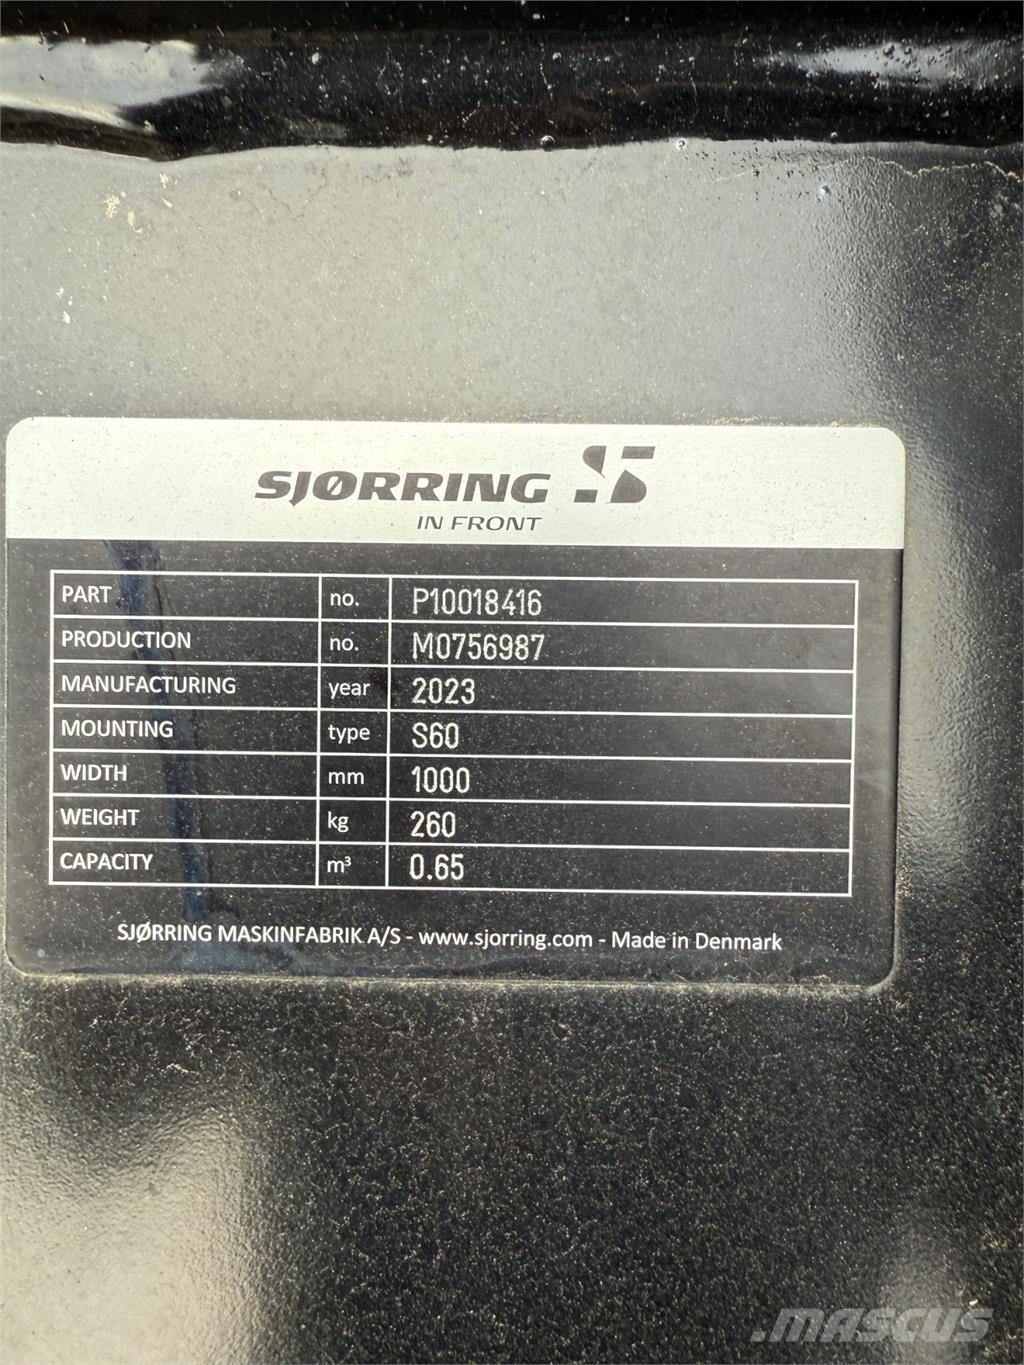 SJØRRING
IN FRONT
PART no. P10018416
PRODUCTION no. M0756987
MANUFACTURING year 2023
MOUNTING type S60
WIDTH mm 1000
WEIGHT kg 260
CAPACITY m³ 0.65
SJØRRING MASKINFABRIK A/S - www.sjorring.com - Made in Denmark
.MASCUS